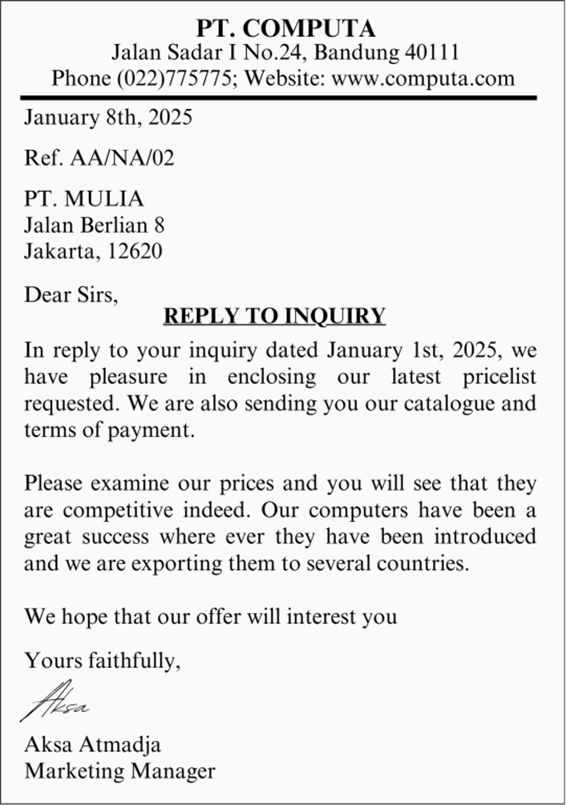 PT. COMPUTA
Jalan Sadar I No.24, Bandung 40111
Phone (022)775775; Website: www.computa.com
January 8th, 2025
Ref. AA/NA/02
PT. MULIA
Jalan Berlian 8
Jakarta, 12620
Dear Sirs,
REPLY TO INQUIRY
In reply to your inquiry dated January 1st, 2025, we
have pleasure in enclosing our latest pricelist
requested. We are also sending you our catalogue and
terms of payment.
Please examine our prices and you will see that they
are competitive indeed. Our computers have been a
great success where ever they have been introduced
and we are exporting them to several countries.
We hope that our offer will interest you
Yours faithfully,
Aksa
Aksa Atmadja
Marketing Manager